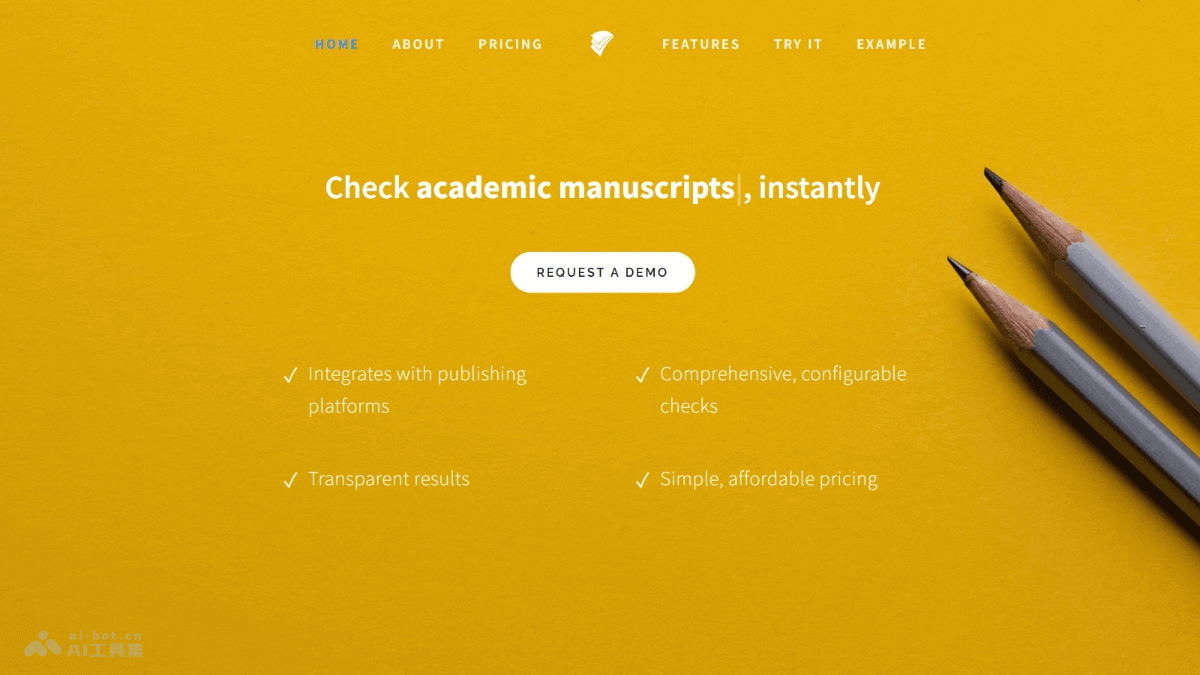 HOME ABOUT PRICING FEATURES TRY IT EXAMPLE
Check academic manuscripts, instantly
REQUEST A DEMO
✓ Integrates with publishing
platforms
✓ Comprehensive, configurable
checks
✓ Transparent results
✓ Simple, affordable pricing
ai-bot.cn
AI工具集